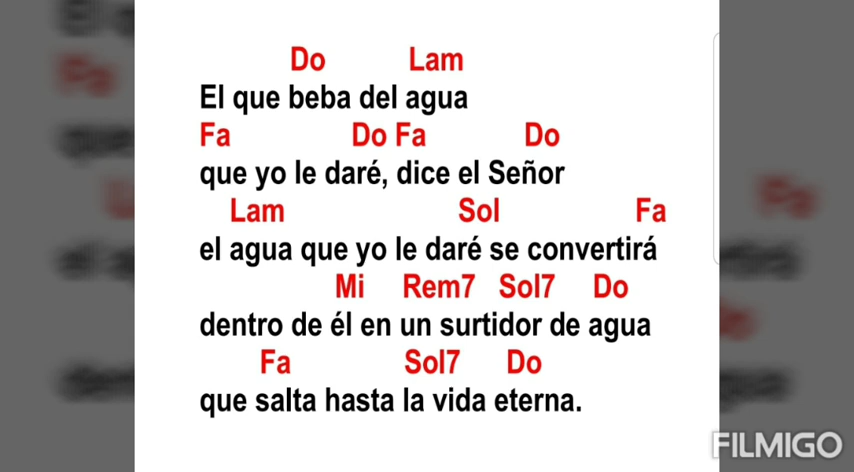 Do Lam
El que beba del agua
Fa Do Fa Do
que yo le daré, dice el Señor
Lam Sol Fa
el agua que yo le daré se convertirá
Mi Rem7 Sol7 Do
dentro de él en un surtidor de agua
Fa Sol7 Do
que salta hasta la vida eterna.
FILMIGO